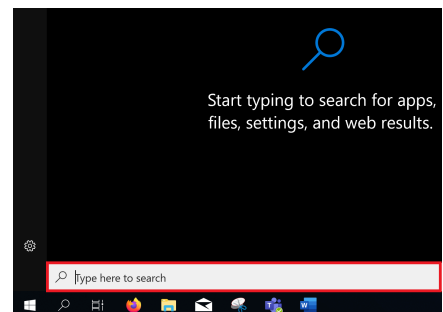 Start typing to search for apps,
files, settings, and web results.
Type here to search